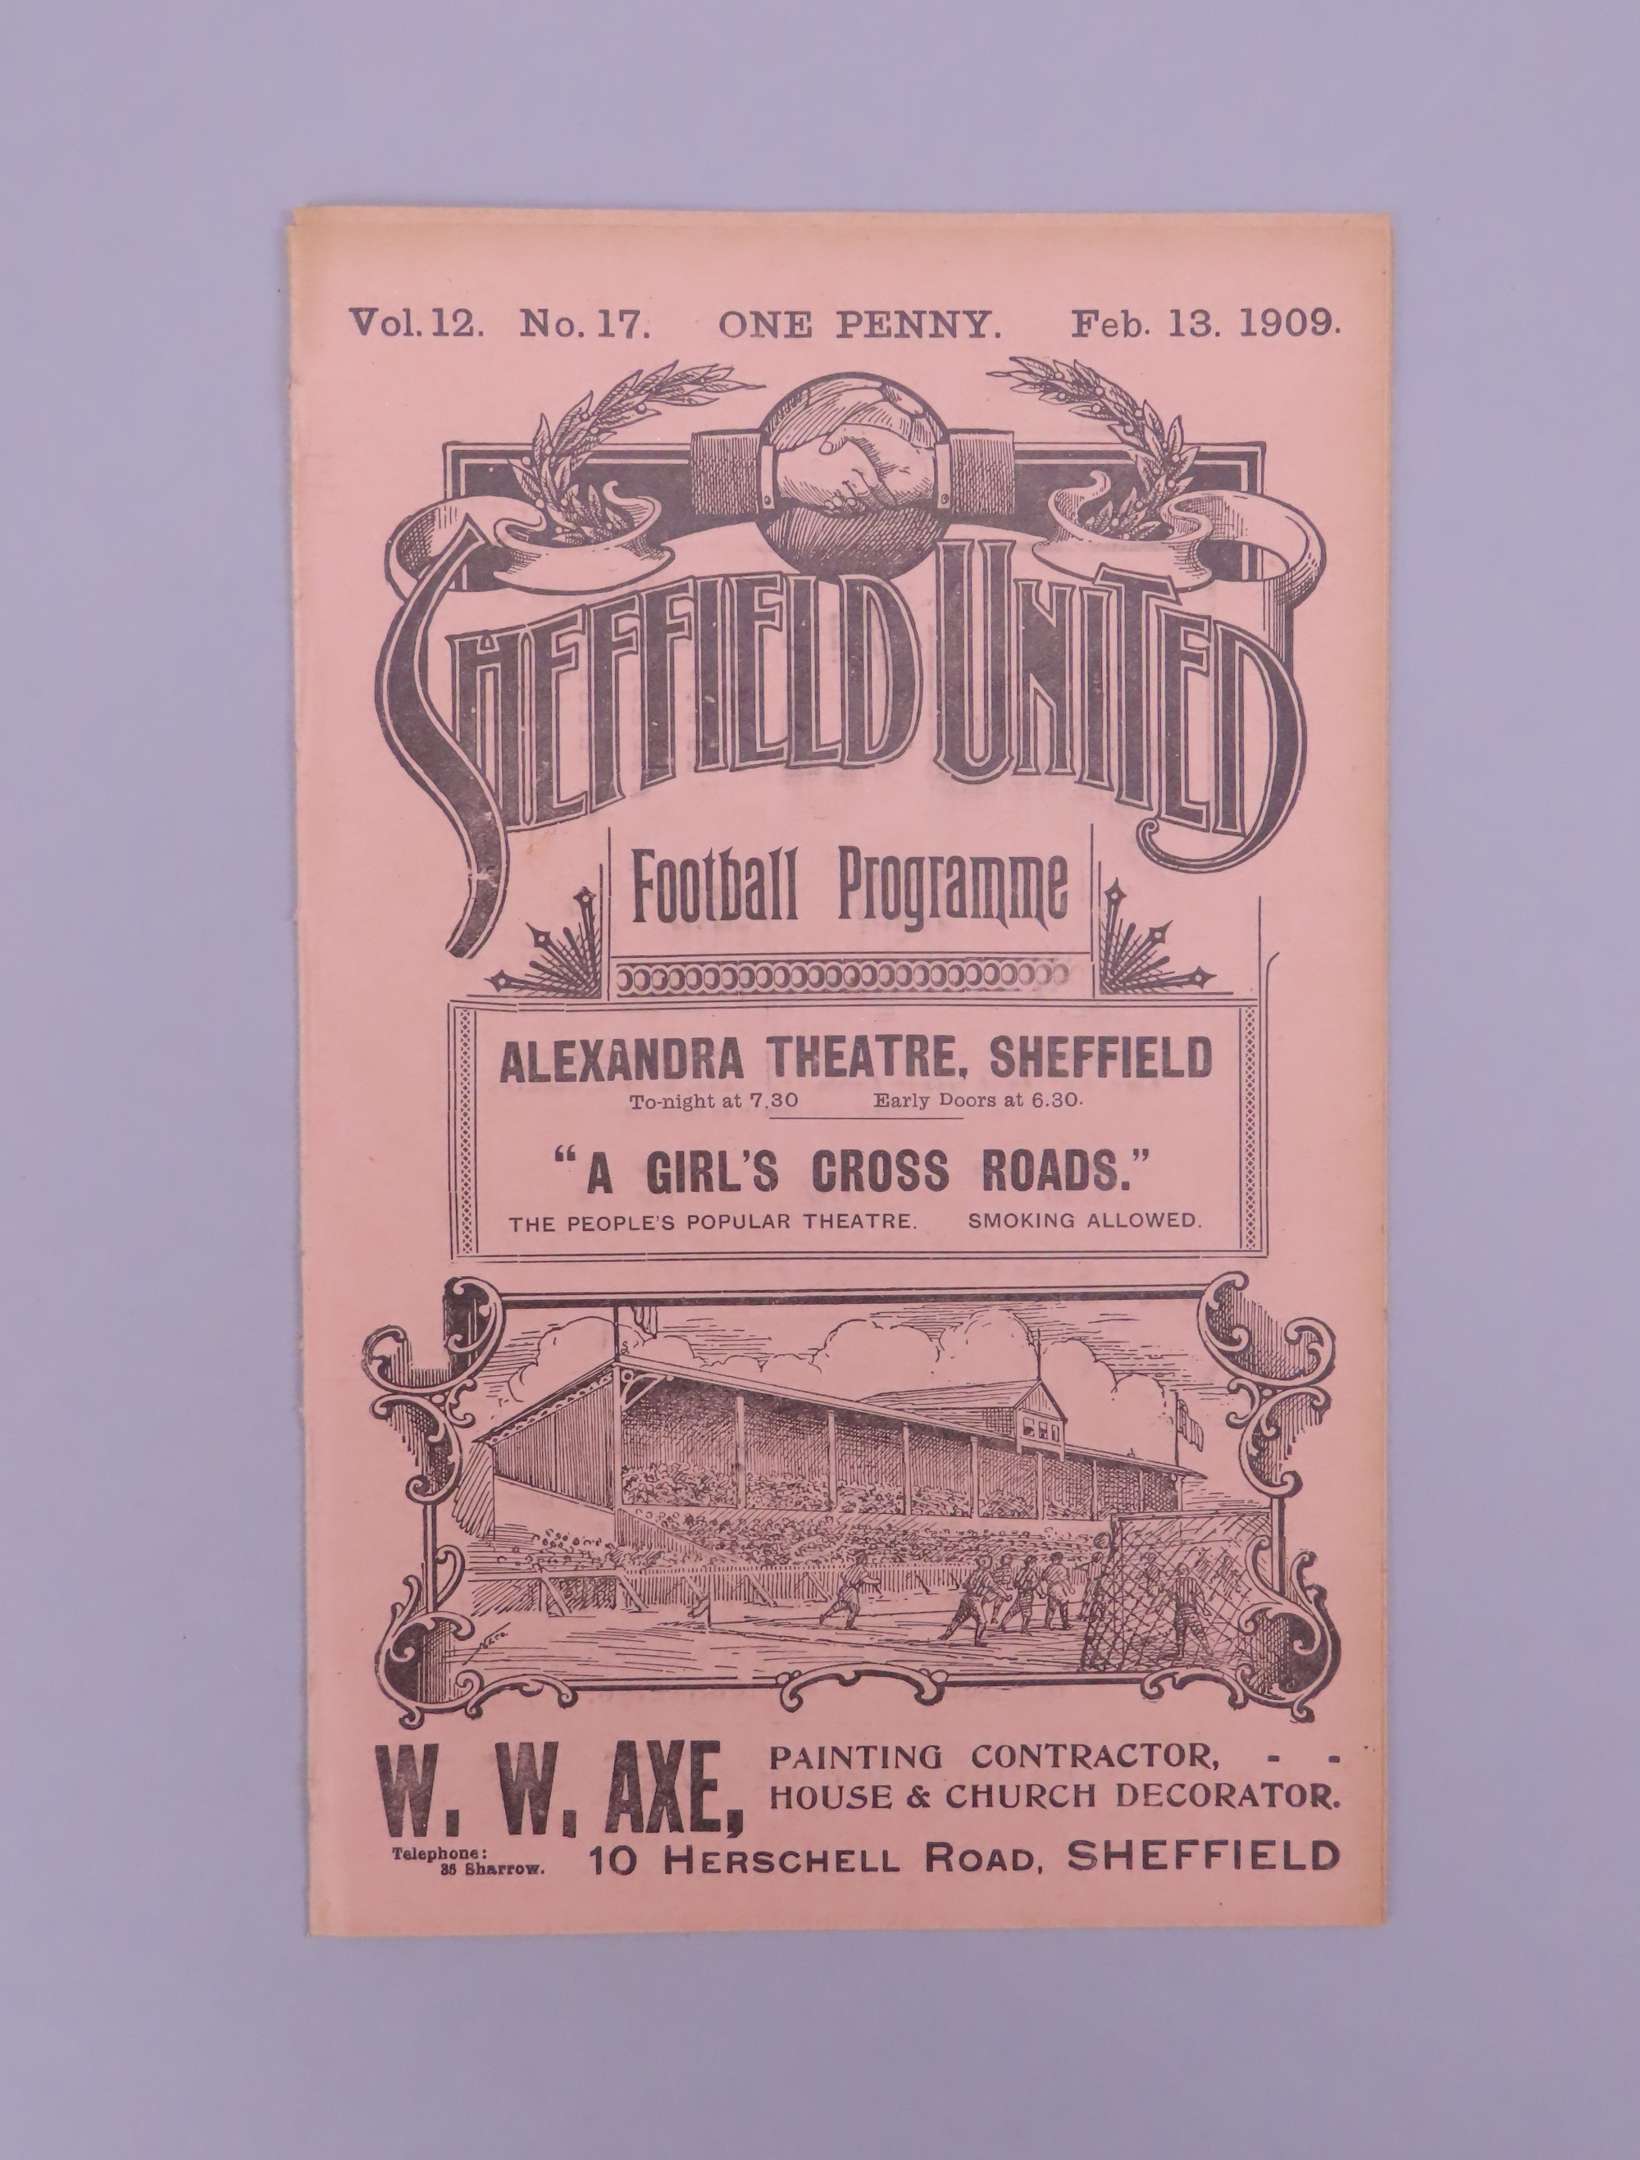 Vol. 12. No. 17. ONE PENNY. Feb. 13. 1909.
SHEFFIELD UNITED
Football Programme
ALEXANDRA THEATRE, SHEFFIELD
To-night at 7.30 Early Doors at 6.30.
"A GIRL'S CROSS ROADS."
THE PEOPLE'S POPULAR THEATRE. SMOKING ALLOWED.
W. W. AXE,
PAINTING CONTRACTOR, - -
HOUSE & CHURCH DECORATOR.
Telephone:
Sharrow.
10 HERSCHELL ROAD, SHEFFIELD